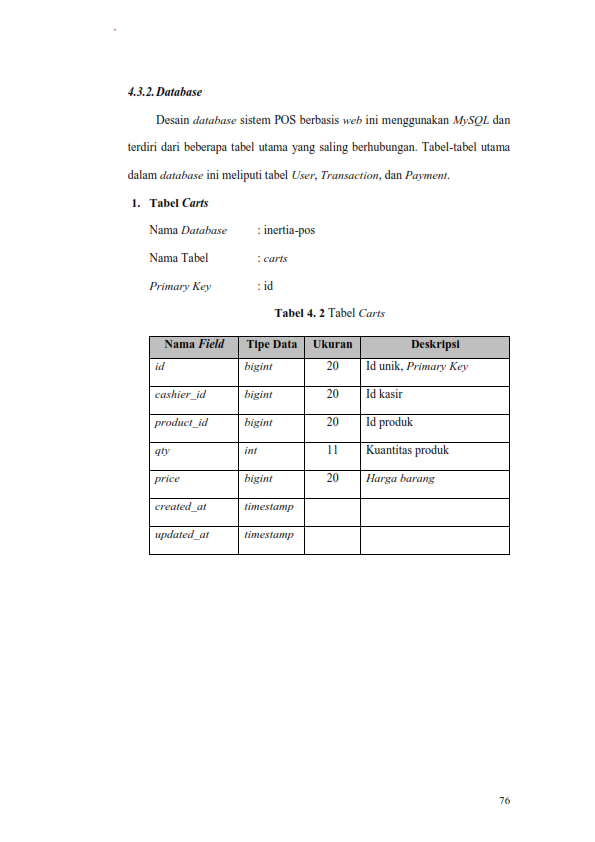 4.3.2. Database
Desain database sistem POS berbasis web ini menggunakan MySQL dan
terdiri dari beberapa tabel utama yang saling berhubungan. Tabel-tabel utama
dalam database ini meliputi tabel User, Transaction, dan Payment.
1. Tabel Carts
Nama Database : inertia-pos
Nama Tabel : carts
Primary Key : id
Tabel 4. 2 Tabel Carts
Nama Field Tipe Data Ukuran Deskripsi
id bigint 20 Id unik, Primary Key
cashier_id bigint 20 Id kasir
product_id bigint 20 Id produk
qty int 11 Kuantitas produk
price bigint 20 Harga barang
created_at timestamp
updated_at timestamp
76